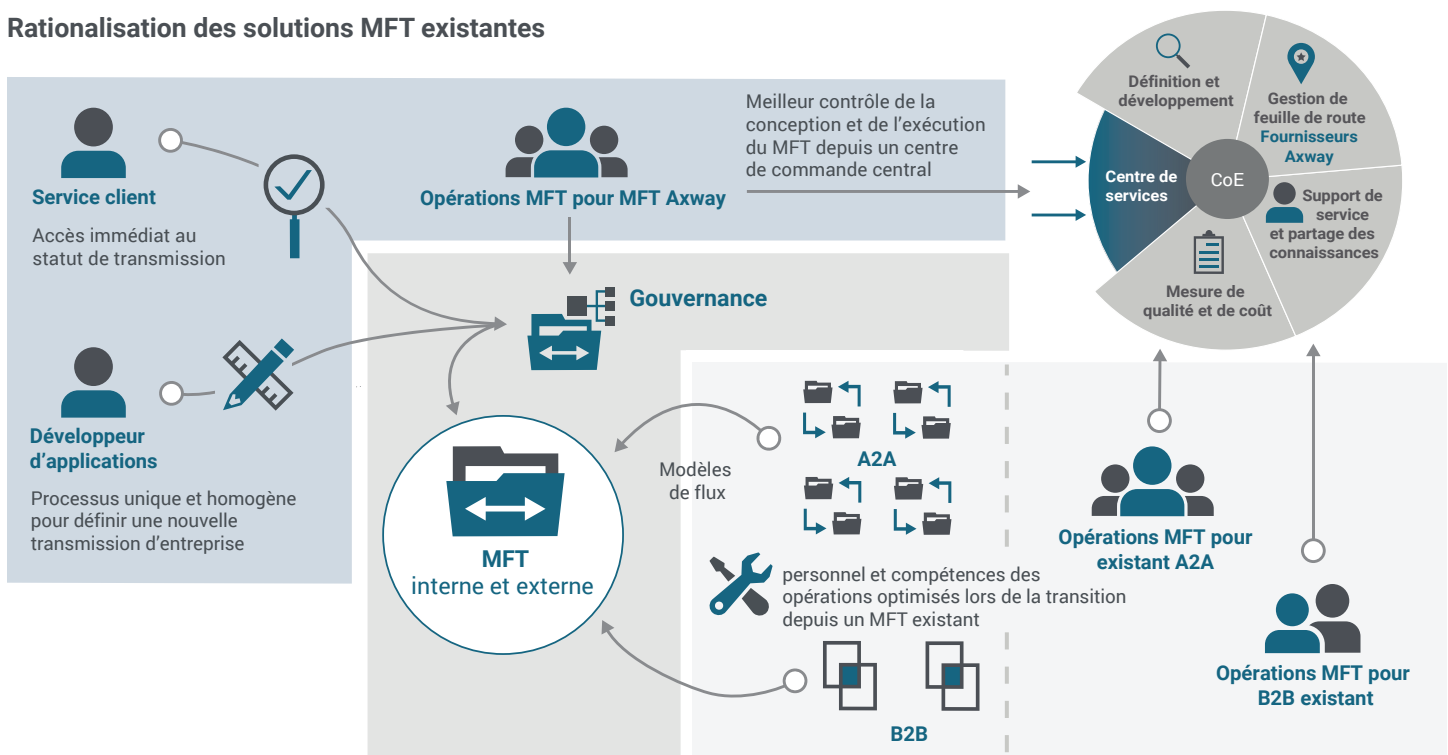 Rationalisation des solutions MFT existantes
Service client
Accès immédiat au
statut de transmission
Opérations MFT pour MFT Axway
Meilleur contrôle de la
conception et de l'exécution
du MFT depuis un centre
de commande central
Définition et
développement
Gestion de
feuille de route
Fournisseurs
Axway
Centre de
services
CoE
Support de
service
et partage des
connaissances
Mesure de
qualité et de coût
Gouvernance
Développeur
d'applications
Processus unique et homogène
pour définir une nouvelle
transmission d'entreprise
MFT
interne et externe
Modèles
de flux
A2A
personnel et compétences des
opérations optimisés lors de la transition
depuis un MFT existant
B2B
Opérations MFT pour
existant A2A
Opérations MFT pour
B2B existant